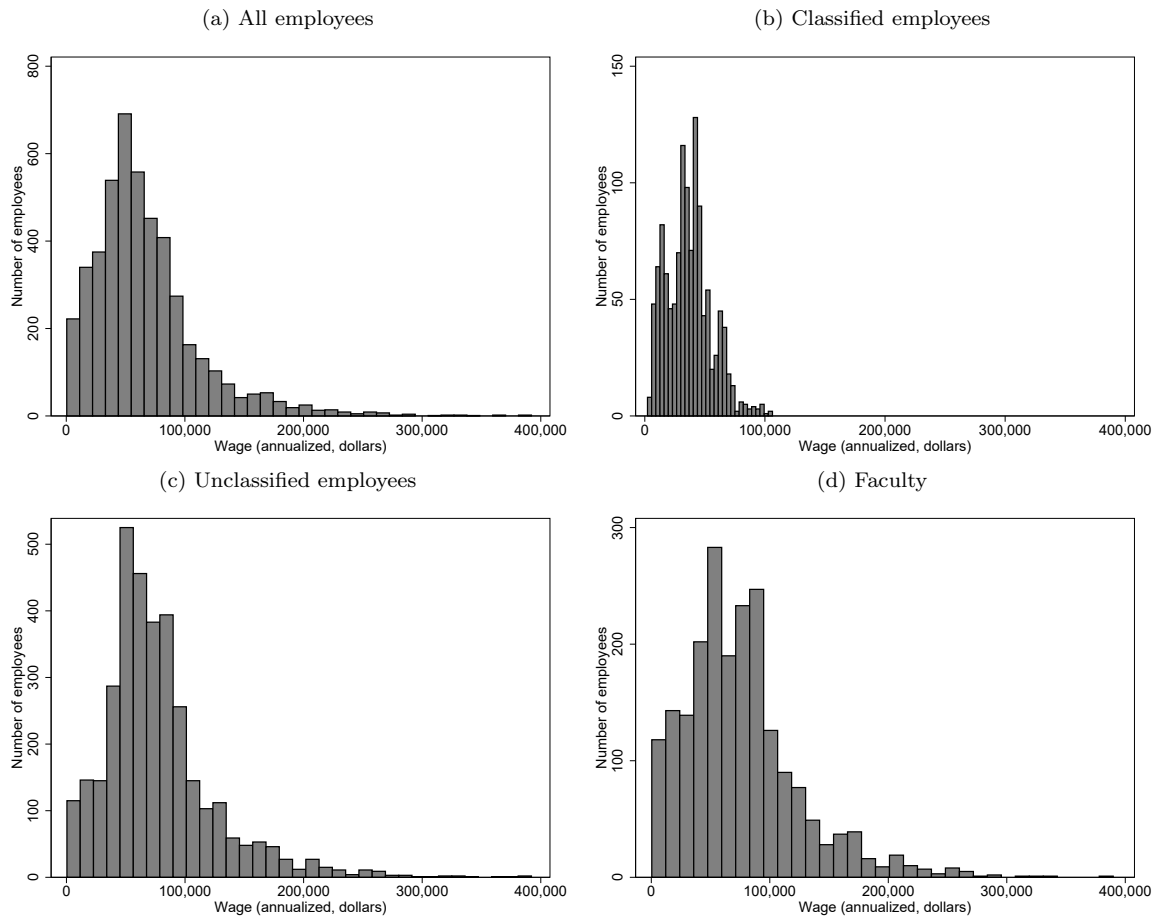 (a) All employees
(b) Classified employees
800
600
400
200
0
Number of employees
0 100,000 200,000 300,000 400,000
Wage (annualized, dollars)
150
100
50
0
Number of employees
0 100,000 200,000 300,000 400,000
Wage (annualized, dollars)
(c) Unclassified employees
(d) Faculty
500
400
300
200
100
0
Number of employees
0 100,000 200,000 300,000 400,000
Wage (annualized, dollars)
300
200
100
0
Number of employees
0 100,000 200,000 300,000 400,000
Wage (annualized, dollars)